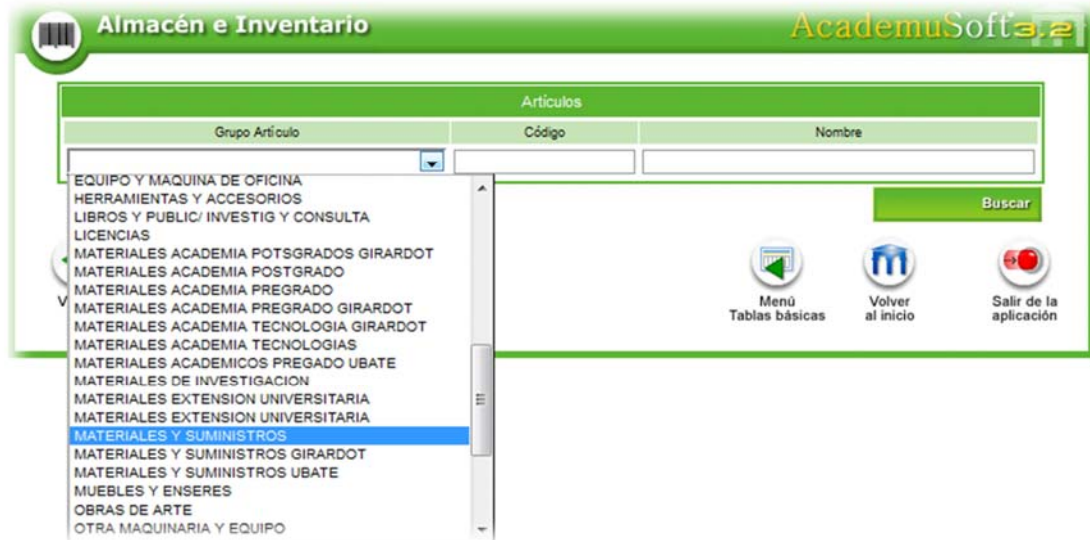 Almacén e Inventario
AcademuSoft 3.2
Artículos
Grupo Artículo Código Nombre
EQUIPO Y MAQUINA DE OFICINA
HERRAMIENTAS Y ACCESORIOS
LIBROS Y PUBLIC/ INVESTIG Y CONSULTA
LICENCIAS
MATERIALES ACADEMIA POTSGRADOS GIRARDOT
MATERIALES ACADEMIA POSTGRADO
MATERIALES ACADEMIA PREGRADO
MATERIALES ACADEMIA PREGRADO GIRARDOT
MATERIALES ACADEMIA TECNOLOGIA GIRARDOT
MATERIALES ACADEMIA TECNOLOGIAS
MATERIALES ACADEMICOS PREGADO UBATE
MATERIALES DE INVESTIGACION
MATERIALES EXTENSION UNIVERSITARIA
MATERIALES EXTENSION UNIVERSITARIA
MATERIALES Y SUMINISTROS
MATERIALES Y SUMINISTROS GIRARDOT
MATERIALES Y SUMINISTROS UBATE
MUEBLES Y ENSERES
OBRAS DE ARTE
OTRA MAQUINARIA Y EQUIPO
Buscar
Menú
Tablas básicas
Volver
al inicio
Salir de la
aplicación